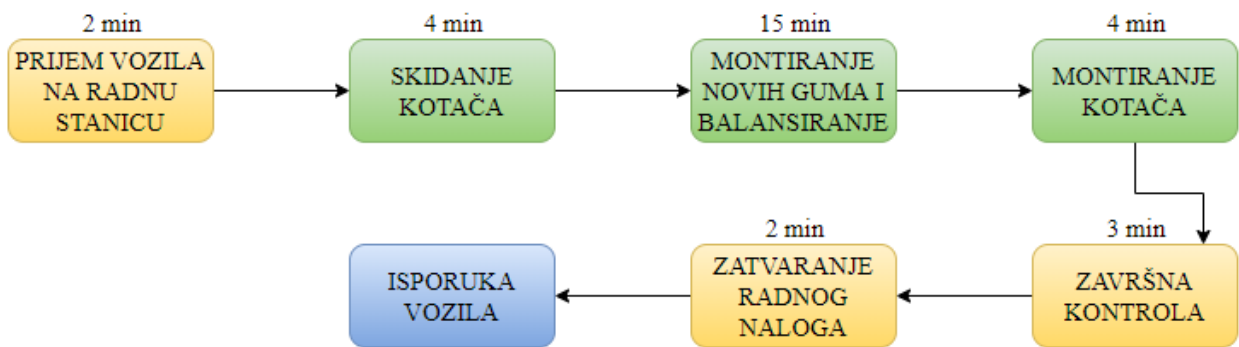 2 min
PRIJEM VOZILA
NA RADNU
STANICU
4 min
SKIDANJE
KOTAČA
15 min
MONTIRANJE
NOVIH GUMA I
BALANSIRANJE
4 min
MONTIRANJE
KOTAČA
3 min
ZAVRŠNA
KONTROLA
2 min
ZATVARANJE
RADNOG
NALOGA
ISPORUKA
VOZILA